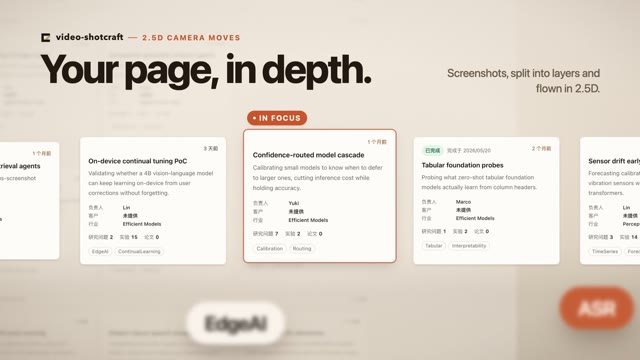 video-shotcraft — 2.5D CAMERA MOVES
Your page, in depth.
Screenshots, split into layers and
flown in 2.5D.
• IN FOCUS
1 个月前
trieval agents
s-screenshot
EdgeAI ContinualLearning
3 天前
On-device continual tuning PoC
Validating whether a 4B vision-language model
can keep learning on-device from user
corrections without forgetting.
负责人 Lin
客户 未提供
行业 Efficient Models
研究问题 2 实验 15 论文 0
1 个月前
Confidence-routed model cascade
Calibrating small models to know when to defer
to larger ones, cutting inference cost while
holding accuracy.
负责人 Yuki
客户 未提供
行业 Efficient Models
研究问题 7 实验 2 论文 0
Calibration Routing
已完成 完成于 2026/05/20 2 个月前
Tabular foundation probes
Probing what zero-shot tabular foundation
models actually learn from column headers.
负责人 Marco
客户 未提供
行业 Efficient Models
研究问题 1 实验 2 论文 0
Tabular Interpretability
Sensor drift early
Forecasting calibrat
vibration sensors w
transformers.
负责人 Lin
客户 未提供
行业 Percep
研究问题 3 实验 14
TimeSeries Forec
EdgeAI
ASR